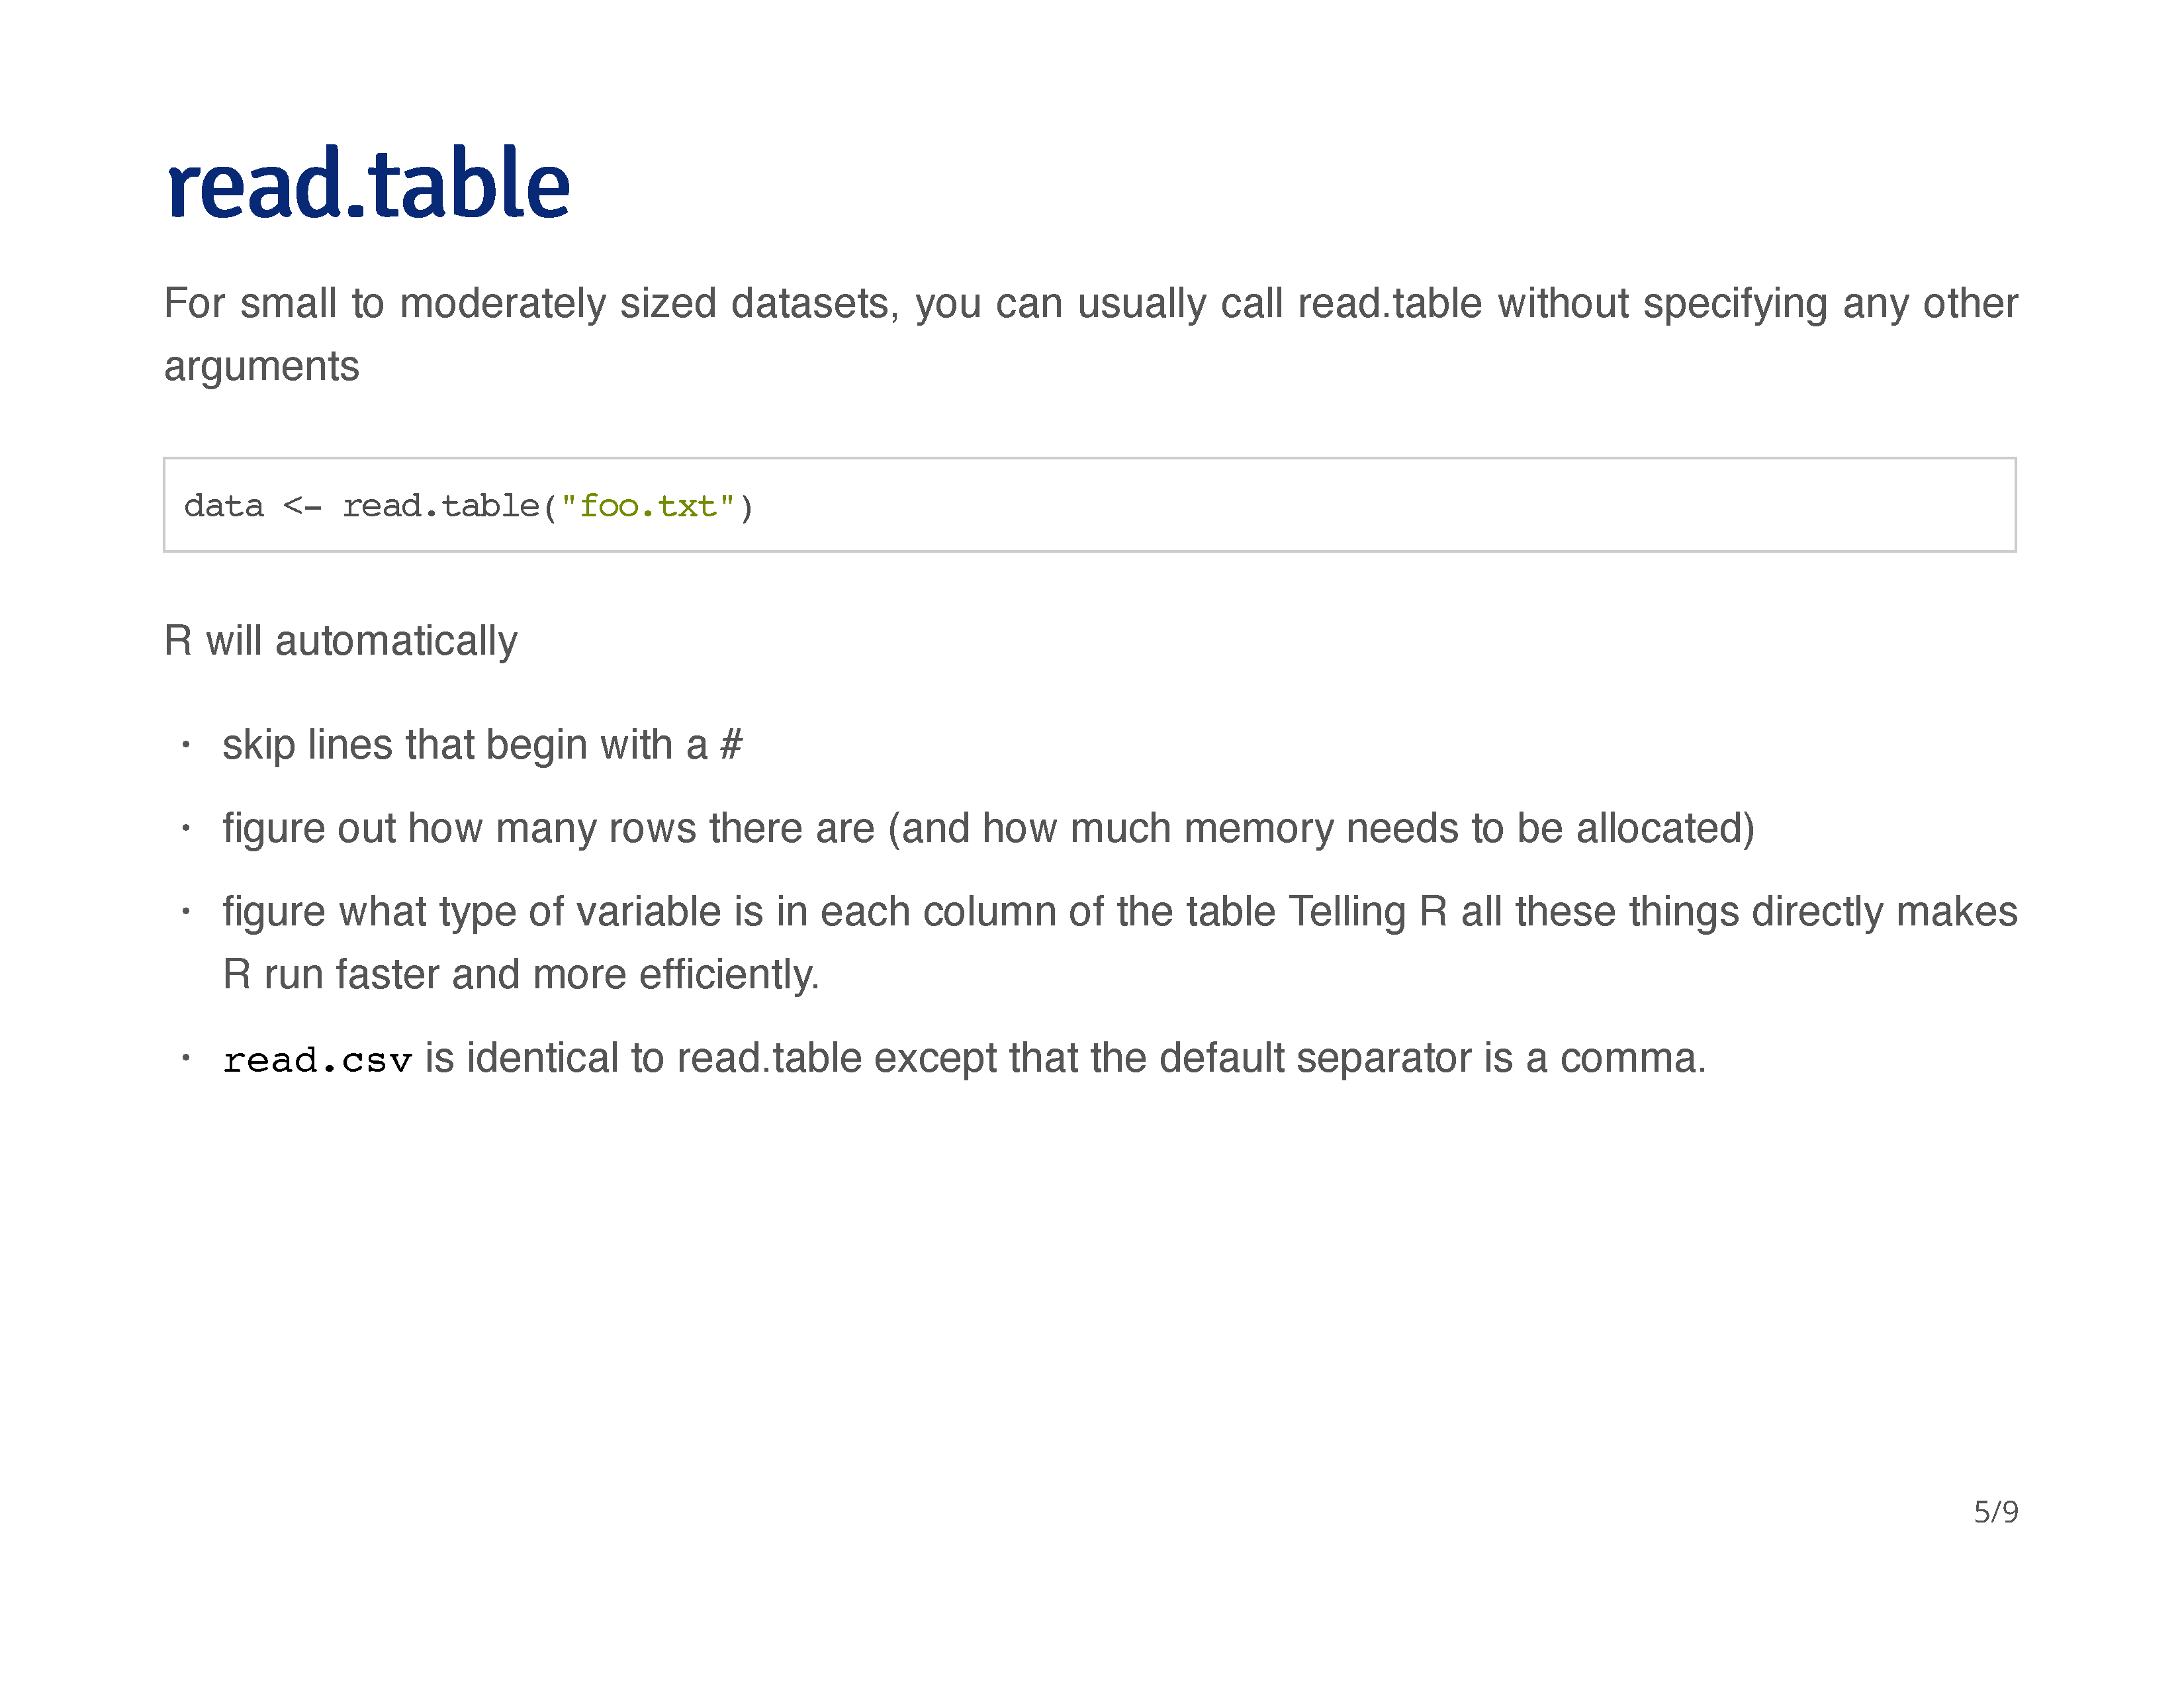 read.table
For small to moderately sized datasets, you can usually call read.table without specifying any other
arguments
data <- read.table("foo.txt")
R will automatically
· skip lines that begin with a #
· figure out how many rows there are (and how much memory needs to be allocated)
· figure what type of variable is in each column of the table Telling R all these things directly makes
R run faster and more efficiently.
· read.csv is identical to read.table except that the default separator is a comma.
5/9